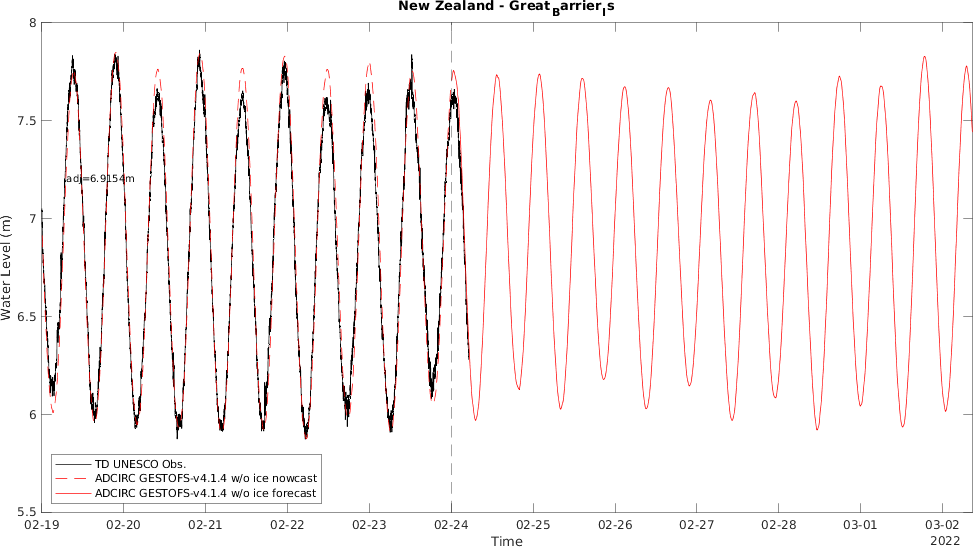 New Zealand - GreatBarrierIs
8
7.5
7
6.5
6
5.5
Water Level (m)
adj=6.9154m
TD UNESCO Obs.
ADCIRC GESTOFS-v4.1.4 w/o ice nowcast
ADCIRC GESTOFS-v4.1.4 w/o ice forecast
02-19 02-20 02-21 02-22 02-23 02-24 02-25 02-26 02-27 02-28 03-01 03-02
Time
2022